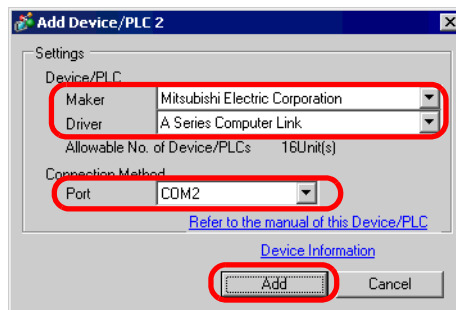 Add Device/PLC 2
Settings
Device/PLC
Maker Mitsubishi Electric Corporation
Driver A Series Computer Link
Allowable No. of Device/PLCs 16Unit(s)
Connection Method
Port COM2
Refer to the manual of this Device/PLC
Device Information
Add Cancel